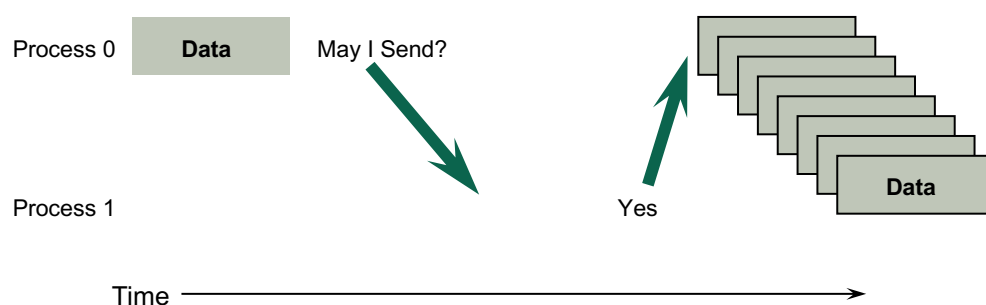 Process 0 Data May I Send?
Data
Process 1 Yes
Time